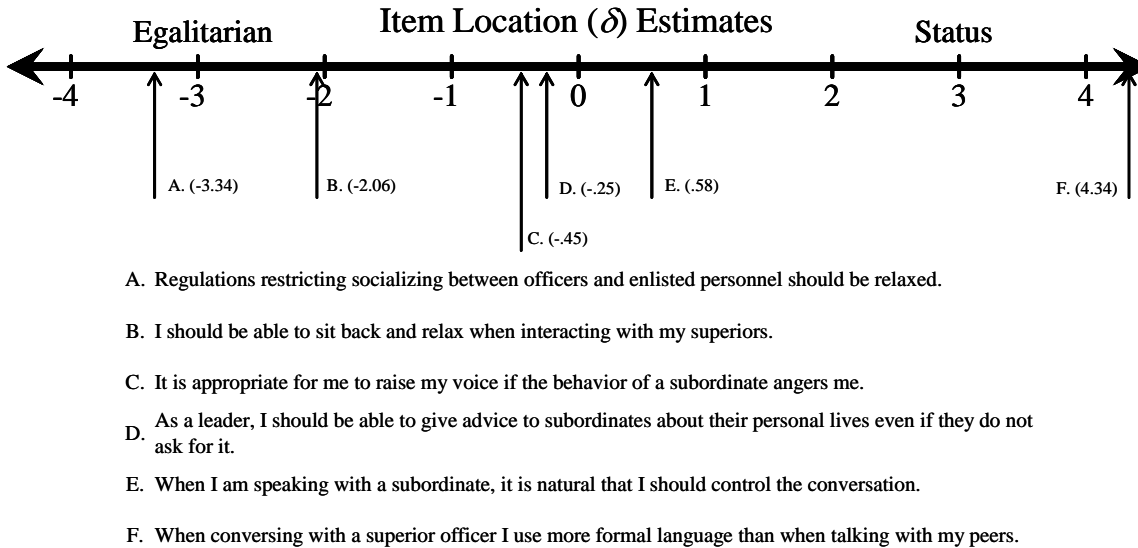 Item Location (δ) Estimates
Egalitarian
Status
-4 -3 -2 -1 0 1 2 3 4
A. (-3.34)
B. (-2.06)
D. (-.25)
E. (.58)
F. (4.34)
C. (-.45)
A. Regulations restricting socializing between officers and enlisted personnel should be relaxed.
B. I should be able to sit back and relax when interacting with my superiors.
C. It is appropriate for me to raise my voice if the behavior of a subordinate angers me.
D. As a leader, I should be able to give advice to subordinates about their personal lives even if they do not
ask for it.
E. When I am speaking with a subordinate, it is natural that I should control the conversation.
F. When conversing with a superior officer I use more formal language than when talking with my peers.